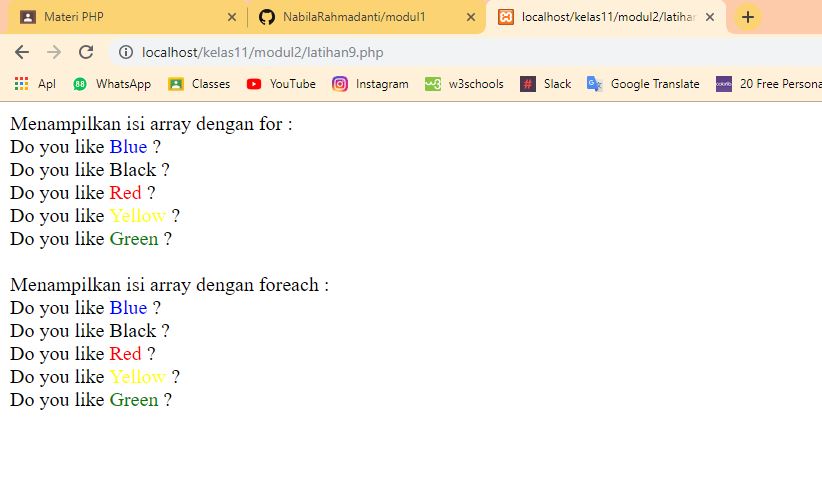 Materi PHP
NabilaRahmadanti/modul1
localhost/kelas11/modul2/latihan
localhost/kelas11/modul2/latihan9.php
Apl WhatsApp Classes YouTube Instagram w3schools Slack Google Translate 20 Free Persona
Menampilkan isi array dengan for :
Do you like Blue ?
Do you like Black ?
Do you like Red ?
Do you like Yellow ?
Do you like Green ?
Menampilkan isi array dengan foreach :
Do you like Blue ?
Do you like Black ?
Do you like Red ?
Do you like Yellow ?
Do you like Green ?